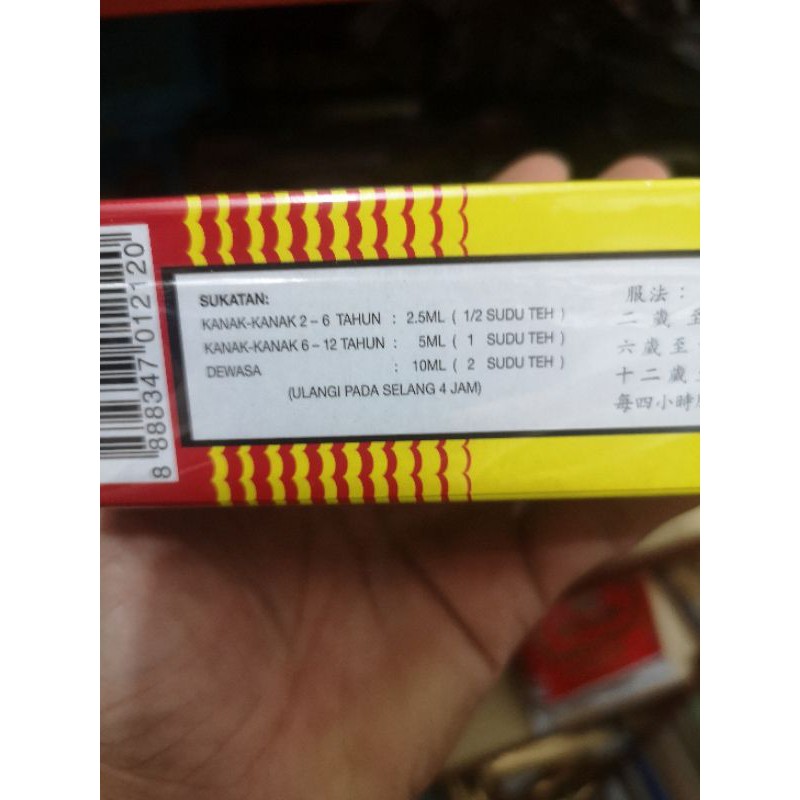 SUKATAN:
KANAK-KANAK 2 – 6 TAHUN : 2.5ML ( 1/2 SUDU TEH )
KANAK-KANAK 6 – 12 TAHUN : 5ML ( 1 SUDU TEH )
DEWASA : 10ML ( 2 SUDU TEH )
(ULANGI PADA SELANG 4 JAM)
服法：
二歲至
六歲至
十二歲
每四小時
8 888347 012120